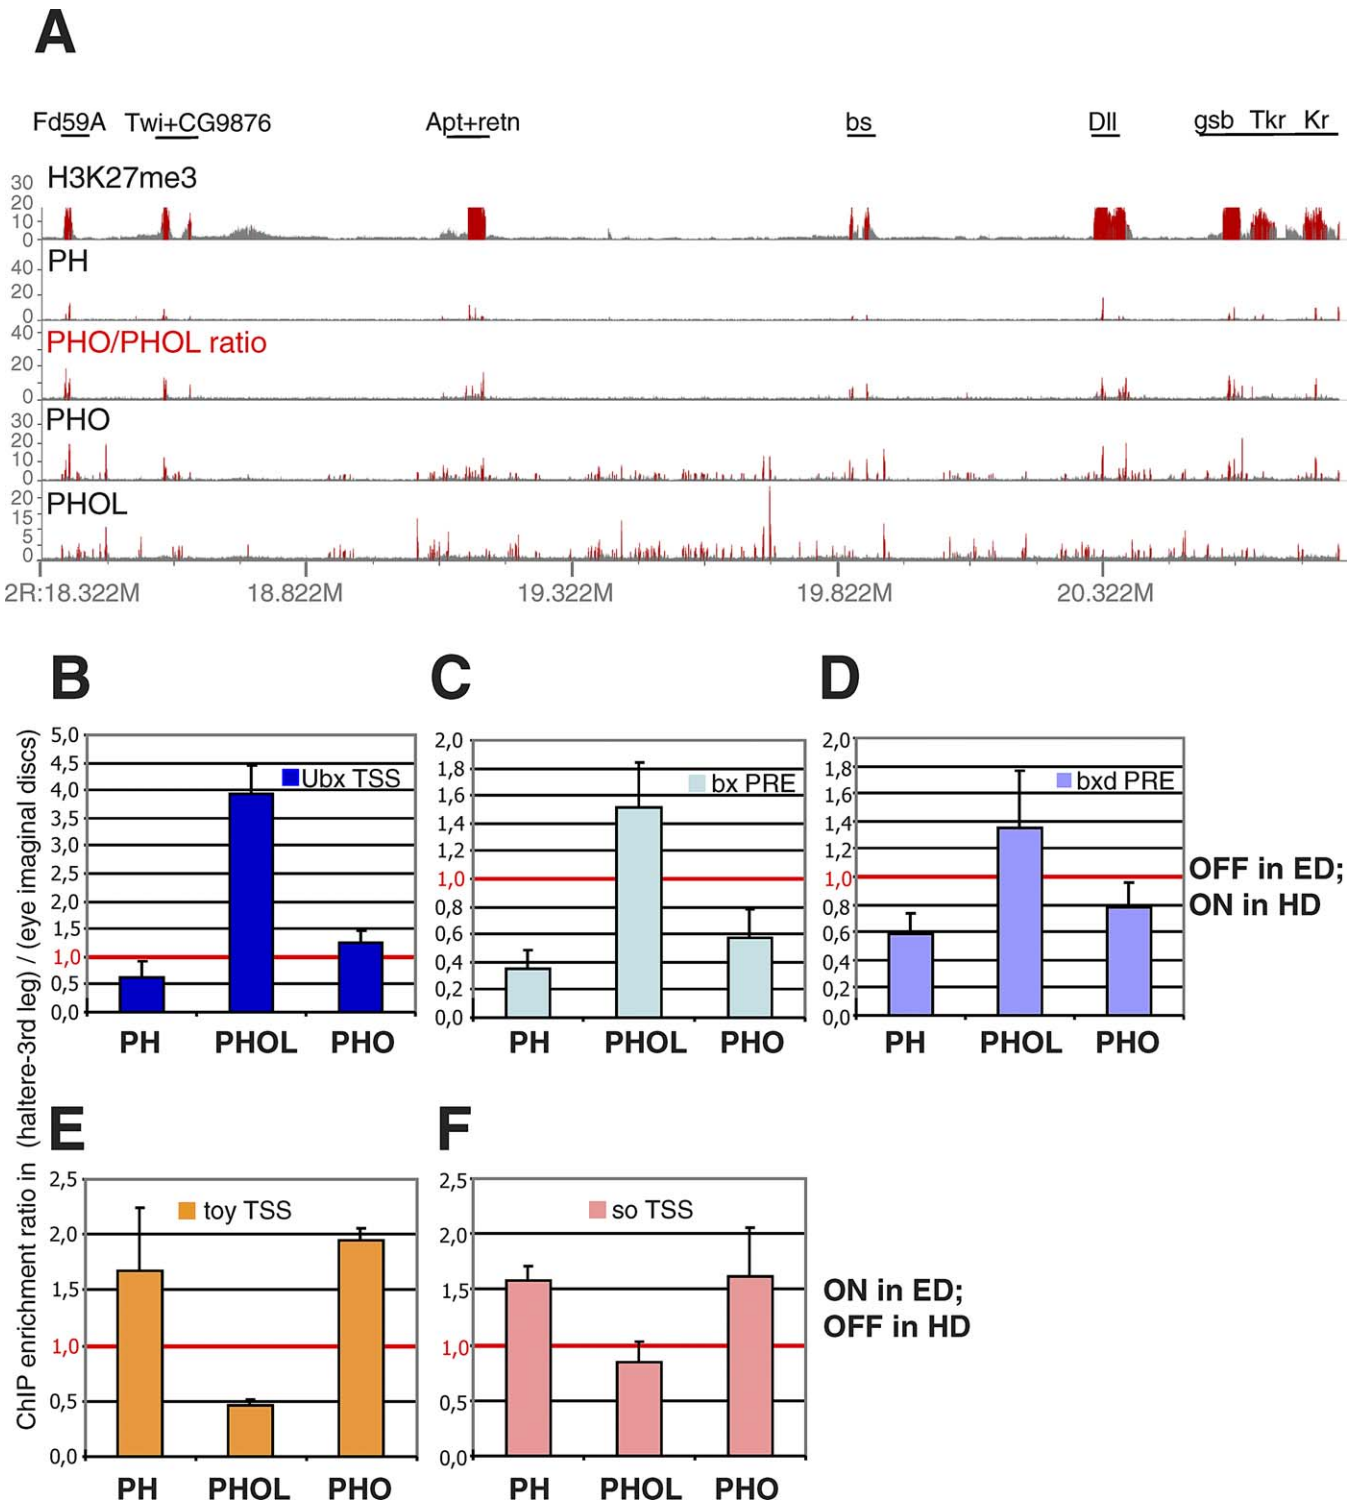 A
Fd59A Twi+CG9876 Apt+retn bs Dll gsb Tkr Kr
H3K27me3
30
20
10
0
PH
40
20
0
PHO/PHOL ratio
40
20
0
PHO
30
20
10
0
PHOL
20
15
5
0
2R:18.322M 18.822M 19.322M 19.822M 20.322M
B C D
ChIP enrichment ratio in (haltere-3rd leg) / (eye imaginal discs)
5,0
4,5
4,0
3,5
3,0
2,5
2,0
1,5
1,0
0,5
0,0
Ubx TSS
PH PHOL PHO
2,0
1,8
1,6
1,4
1,2
1,0
0,8
0,6
0,4
0,2
0,0
bx PRE
PH PHOL PHO
2,0
1,8
1,6
1,4
1,2
1,0
0,8
0,6
0,4
0,2
0,0
bxd PRE
PH PHOL PHO
OFF in ED;
ON in HD
E F
2,5
2,0
1,5
1,0
0,5
0,0
toy TSS
PH PHOL PHO
2,5
2,0
1,5
1,0
0,5
0,0
so TSS
PH PHOL PHO
ON in ED;
OFF in HD